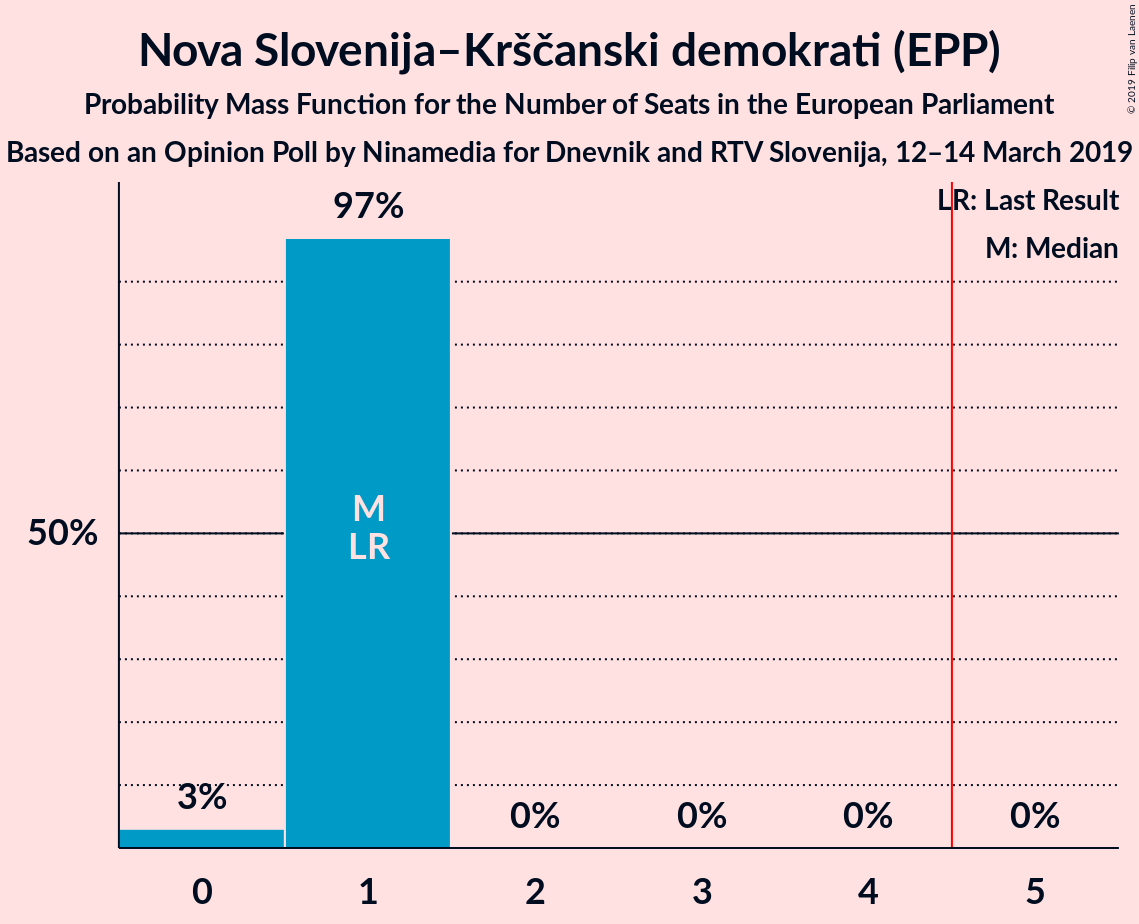 Nova Slovenija–Krščanski demokrati (EPP)
Probability Mass Function for the Number of Seats in the European Parliament
Based on an Opinion Poll by Ninamedia for Dnevnik and RTV Slovenija, 12–14 March 2019
© 2019 Filip van Laenen
LR: Last Result
M: Median
97%
M
LR
50%
3%
0%
0%
0%
0%
0
1
2
3
4
5